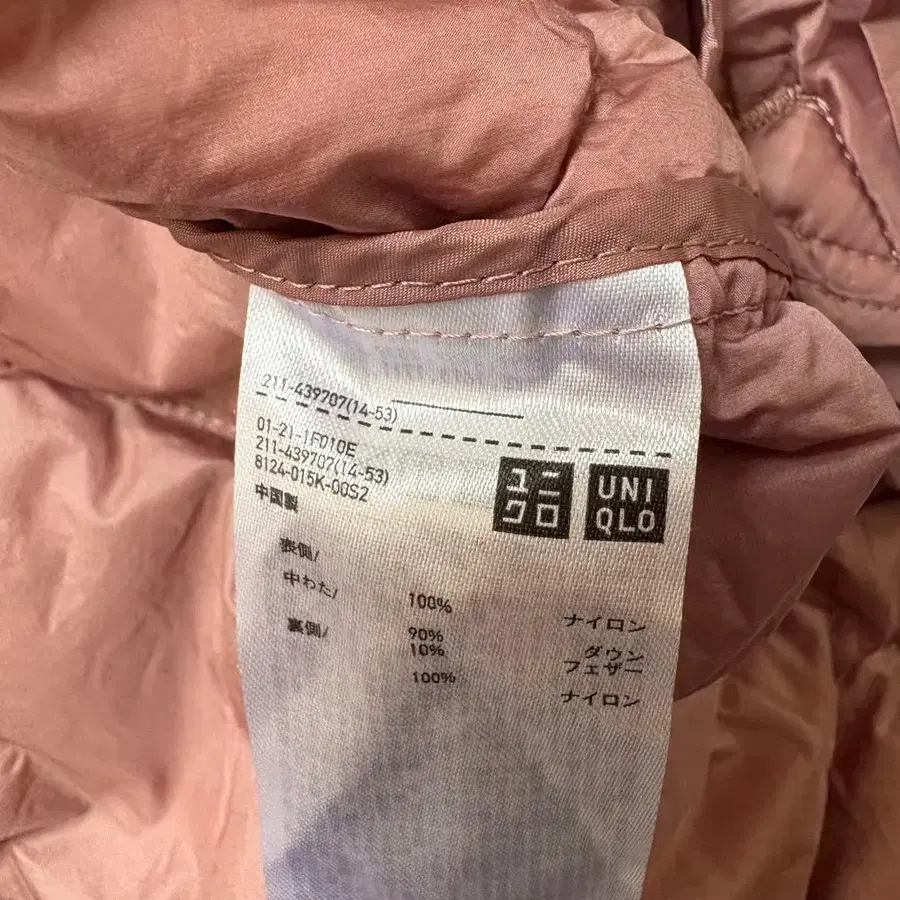 211-439707(14-53)
01-21-1F010E
211-439707(14-53)
8124-015K-00S2
中国製
ユニ
クロ
UNI
QLO
表側/
100% ナイロン
中わた/
90% ダウン
10% フェザー
裏側/
100% ナイロン